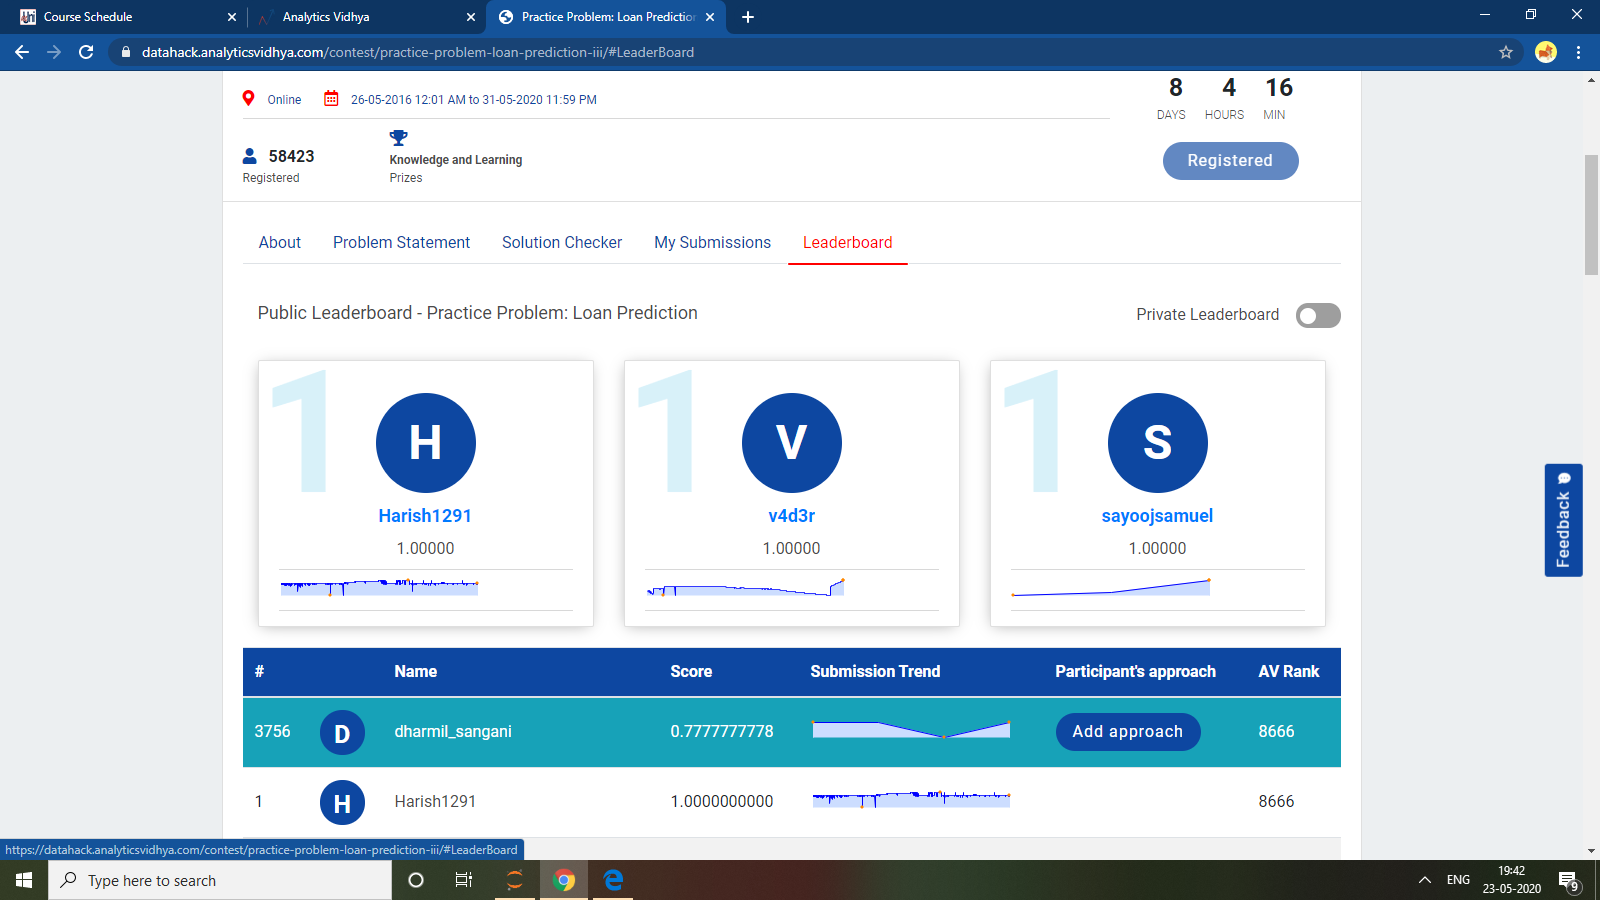 Course Schedule
Analytics Vidhya
Practice Problem: Loan Prediction
datahack.analyticsvidhya.com/contest/practice-problem-loan-prediction-iii/#LeaderBoard
Online
26-05-2016 12:01 AM to 31-05-2020 11:59 PM
8 4 16
DAYS HOURS MIN
58423
Registered
Knowledge and Learning
Prizes
Registered
About Problem Statement Solution Checker My Submissions Leaderboard
Public Leaderboard - Practice Problem: Loan Prediction
Private Leaderboard
1
H
Harish1291
1.00000
1
V
v4d3r
1.00000
1
S
sayoojsamuel
1.00000
Feedback
# Name Score Submission Trend Participant's approach AV Rank
3756 D dharmil_sangani 0.7777777778 Add approach 8666
1 H Harish1291 1.0000000000 8666
https://datahack.analyticsvidhya.com/contest/practice-problem-loan-prediction-iii/#LeaderBoard
Type here to search
ENG
19:42
23-05-2020
9